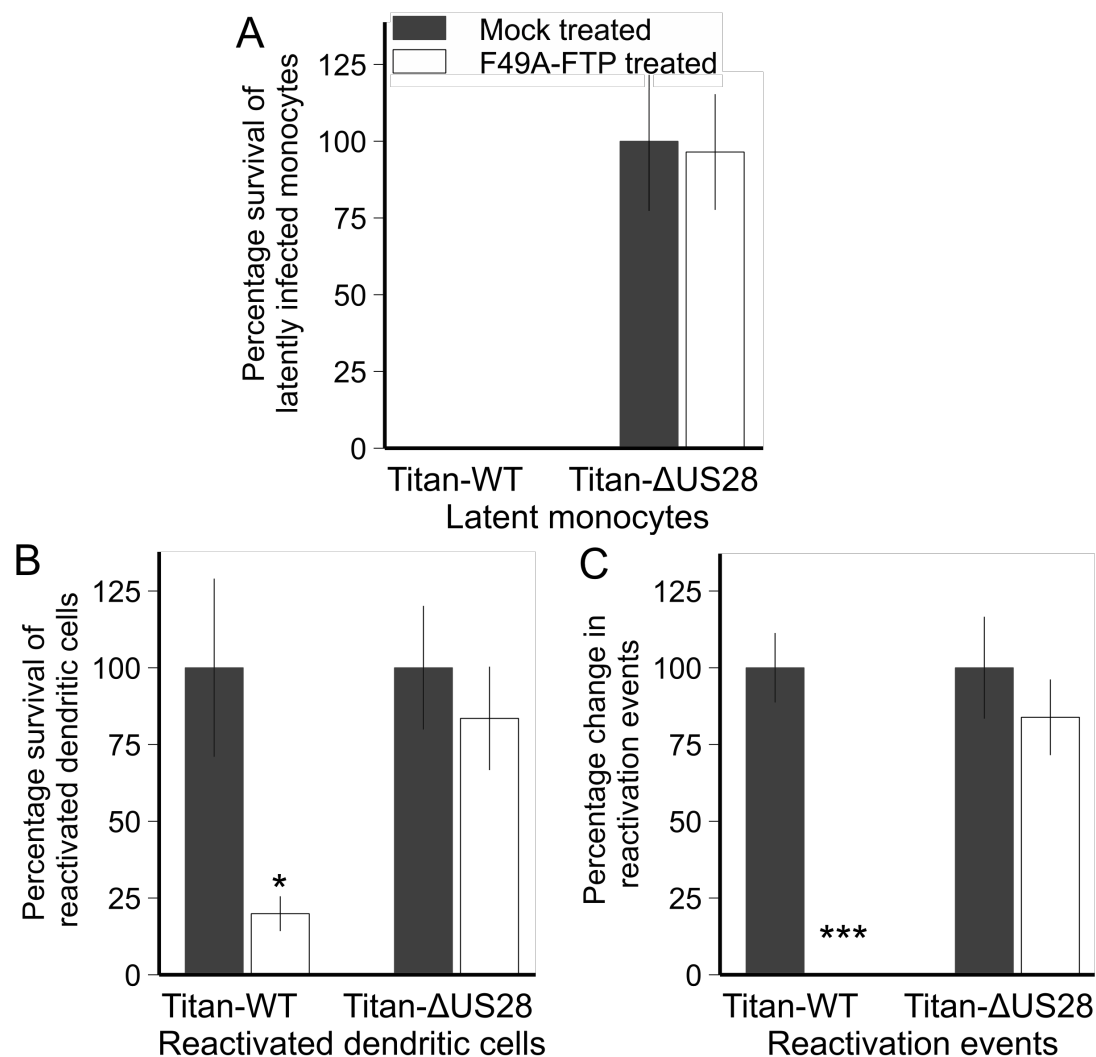 A
Mock treated
F49A-FTP treated
Percentage survival of
latently infected monocytes
125
100
75
50
25
0
Titan-WT Titan-ΔUS28
Latent monocytes
B
Percentage survival of
reactivated dendritic cells
125
100
75
50
25
0
*
Titan-WT Titan-ΔUS28
Reactivated dendritic cells
C
Percentage change in
reactivation events
125
100
75
50
25
0
***
Titan-WT Titan-ΔUS28
Reactivation events